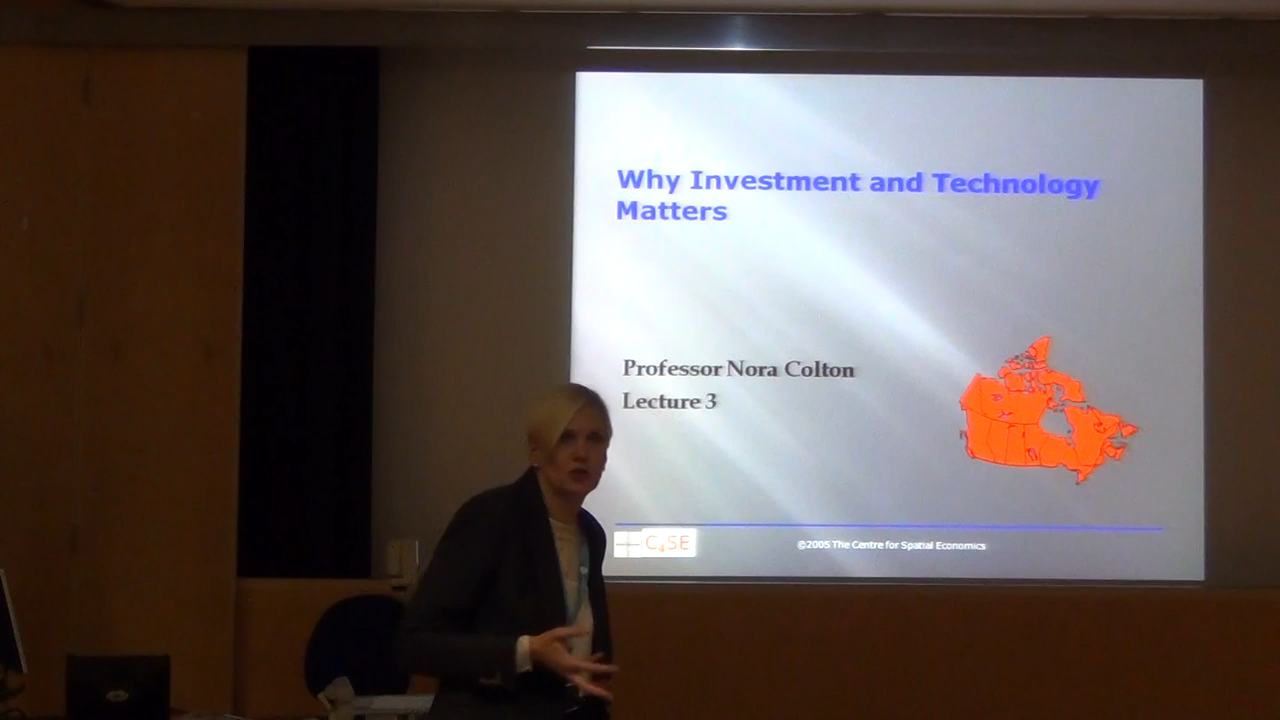 Why Investment and Technology
Matters
Professor Nora Colton
Lecture 3
C4SE
©2005 The Centre for Spatial Economics